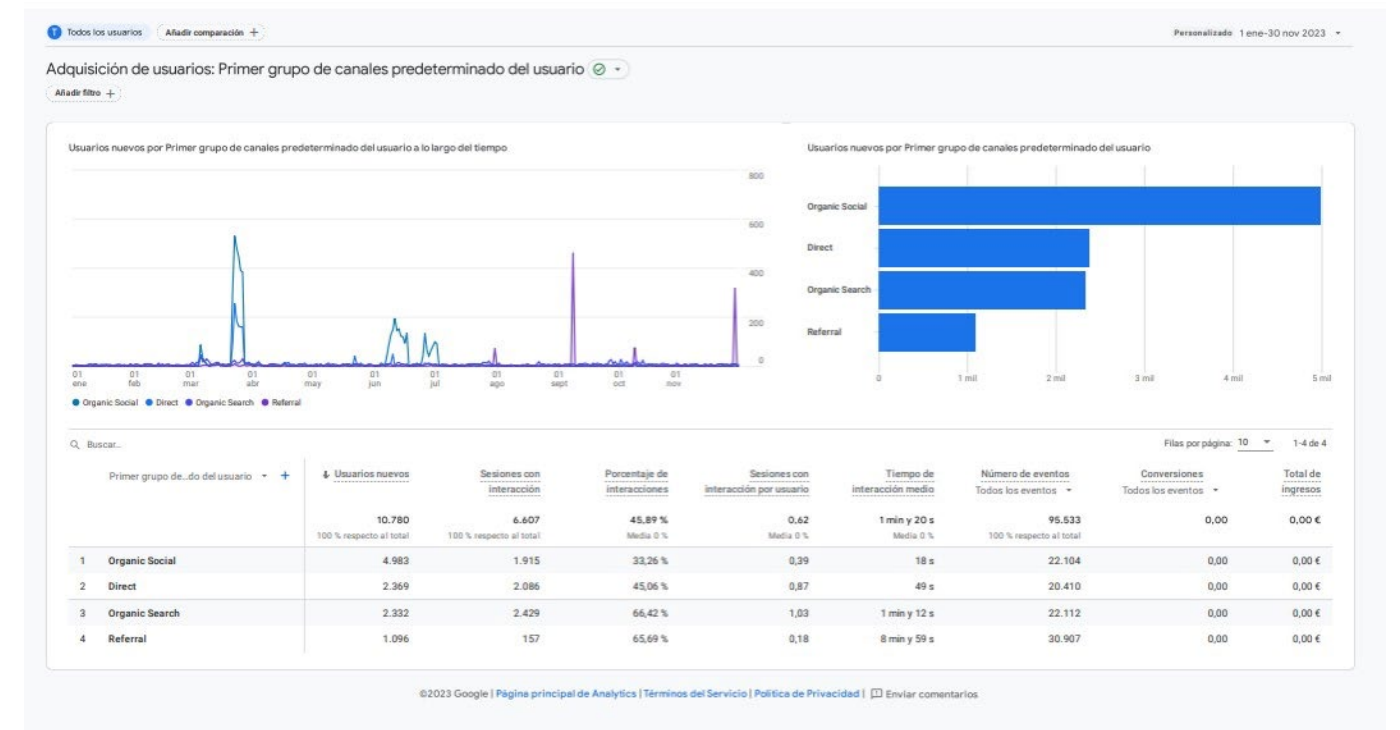 T Todos los usuarios Añadir comparación + Personalizado 1 ene-30 nov 2023
Adquisición de usuarios: Primer grupo de canales predeterminado del usuario
Añadir filtro +
Usuarios nuevos por Primer grupo de canales predeterminado del usuario a lo largo del tiempo
800
600
400
200
0
01 ene
01 feb
01 mar
01 abr
01 may
01 jun
01 jul
01 ago
01 sept
01 oct
01 nov
Organic Social Direct Organic Search Referral
Usuarios nuevos por Primer grupo de canales predeterminado del usuario
Organic Social
Direct
Organic Search
Referral
0 1 mil 2 mil 3 mil 4 mil 5 mil
Buscar... Filas por página: 10 1-4 de 4
Primer grupo de...do del usuario + Usuarios nuevos Sesiones con interacción Porcentaje de interacciones Sesiones con interacción por usuario Tiempo de interacción medio Número de eventos Todos los eventos Conversiones Todos los eventos Total de ingresos
10.780 6.607 45,89 % 0,62 1 min y 20 s 95.533 0,00 0,00 €
100 % respecto al total 100 % respecto al total Media 0 % Media 0 % Media 0 % 100 % respecto al total
1 Organic Social 4.983 1.915 33,26 % 0,39 18 s 22.104 0,00 0,00 €
2 Direct 2.369 2.086 45,06 % 0,87 49 s 20.410 0,00 0,00 €
3 Organic Search 2.332 2.429 66,42 % 1,03 1 min y 12 s 22.112 0,00 0,00 €
4 Referral 1.096 157 65,69 % 0,18 8 min y 59 s 30.907 0,00 0,00 €
©2023 Google | Página principal de Analytics | Términos del Servicio | Política de Privacidad | Enviar comentarios